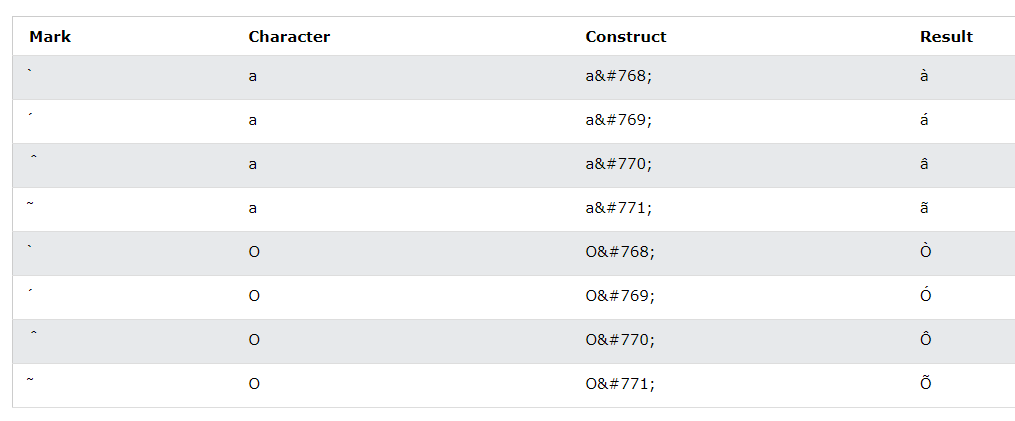 Mark Character Construct Result
̀ a a&#768; à
́ a a&#769; á
̂ a a&#770; â
̃ a a&#771; ã
̀ O O&#768; Ò
́ O O&#769; Ó
̂ O O&#770; Ô
̃ O O&#771; Õ